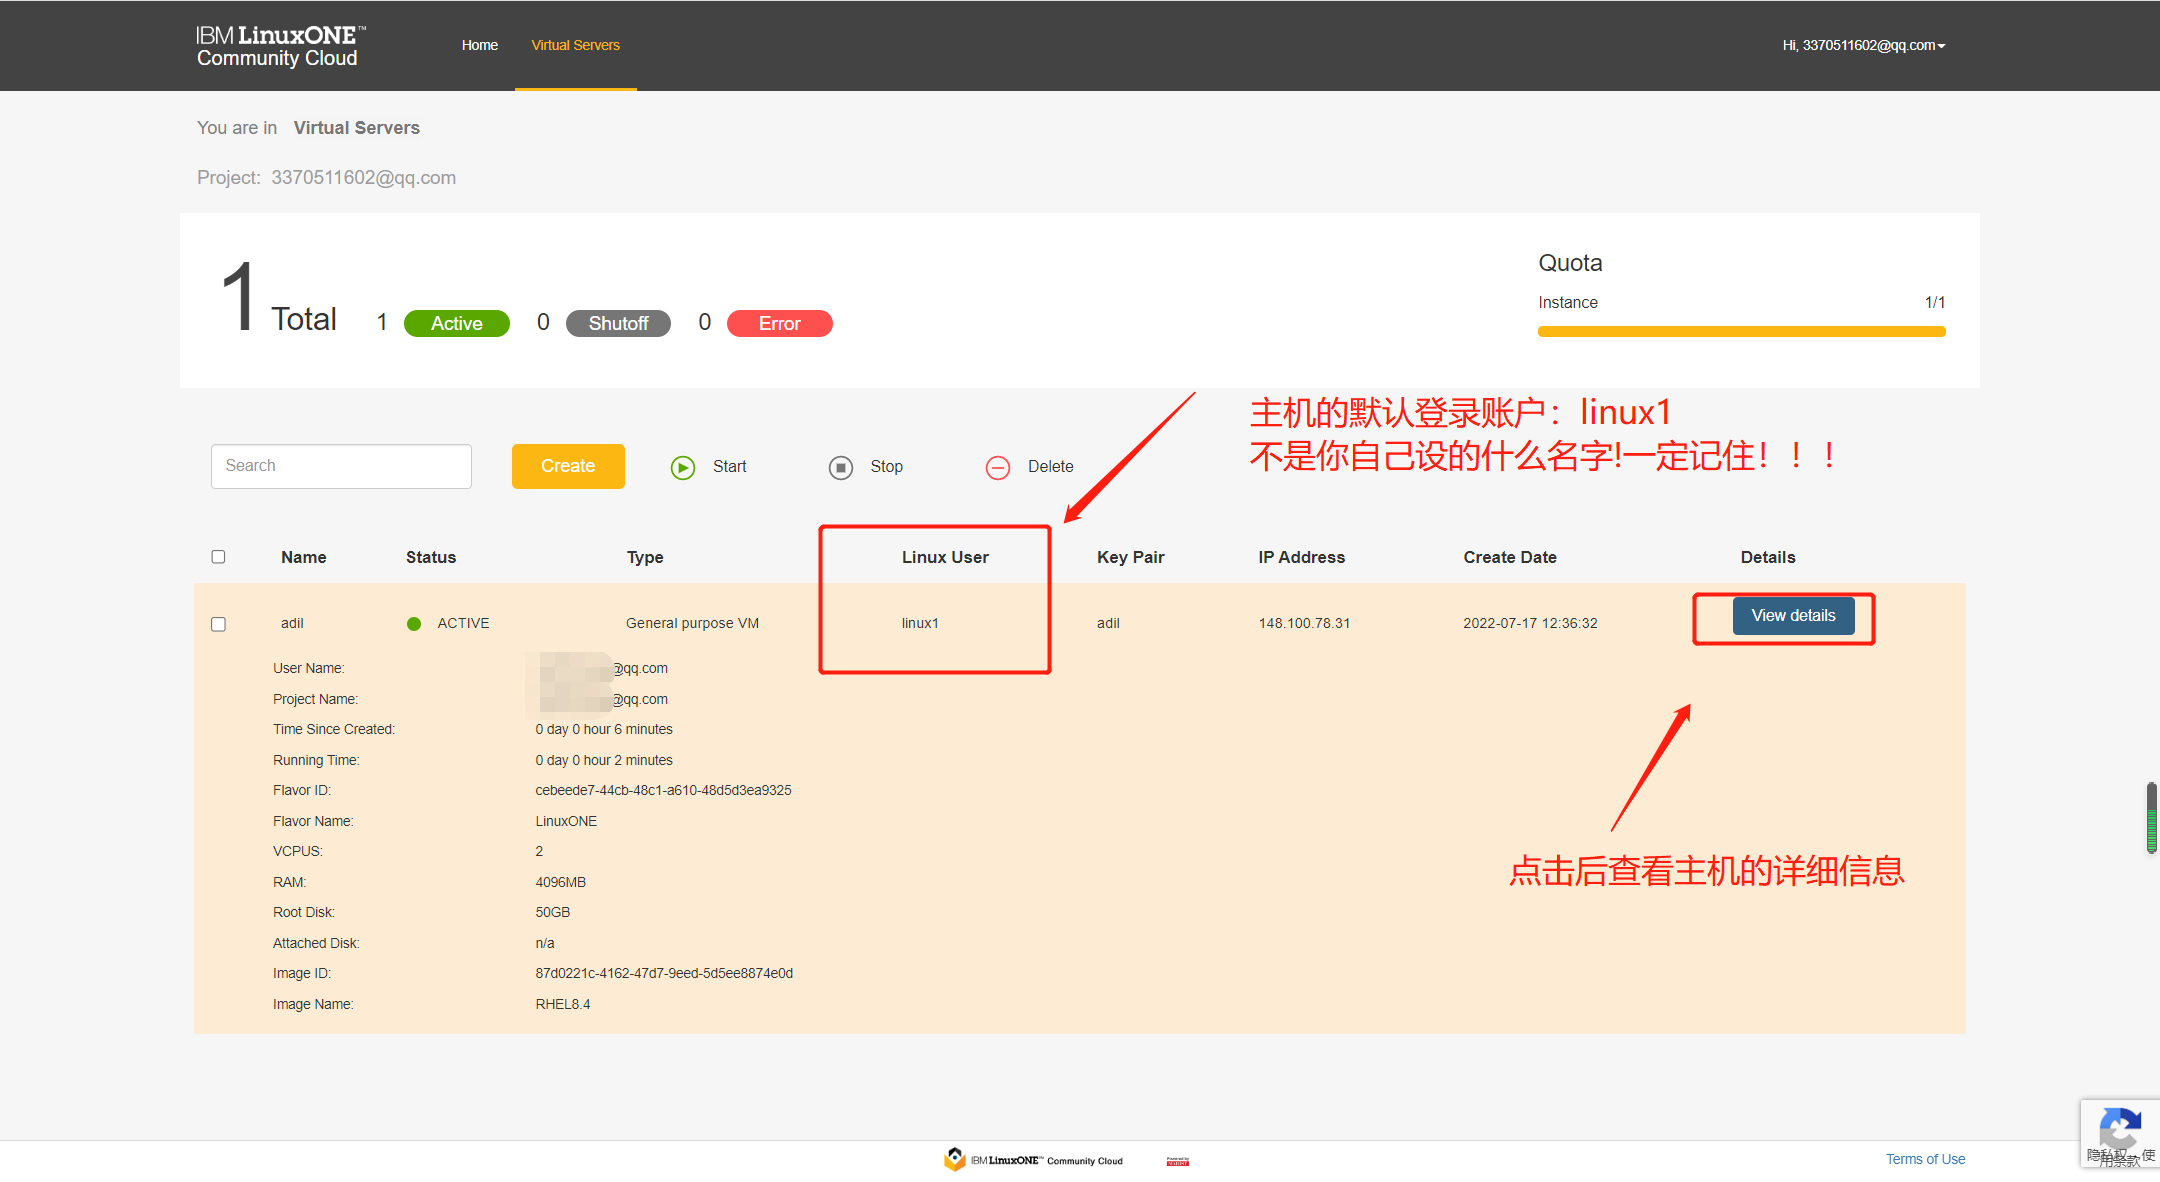 IBM LinuxONE™
Community Cloud
Home
Virtual Servers
Hi, 3370511602@qq.com
You are in Virtual Servers
Project: 3370511602@qq.com
1 Total 1 Active 0 Shutoff 0 Error
Quota
Instance 1/1
主机的默认登录账户：linux1
不是你自己设的什么名字!一定记住！！！
Search
Create
Start
Stop
Delete
Name Status Type Linux User Key Pair IP Address Create Date Details
adil ACTIVE General purpose VM linux1 adil 148.100.78.31 2022-07-17 12:36:32 View details
User Name: @qq.com
Project Name: @qq.com
Time Since Created: 0 day 0 hour 6 minutes
Running Time: 0 day 0 hour 2 minutes
Flavor ID: cebeede7-44cb-48c1-a610-48d5d3ea9325
Flavor Name: LinuxONE
VCPUS: 2
RAM: 4096MB
Root Disk: 50GB
Attached Disk: n/a
Image ID: 87d0221c-4162-47d7-9eed-5d5ee8874e0d
Image Name: RHEL8.4
点击后查看主机的详细信息
IBM LinuxONE™ Community Cloud
Terms of Use
隐私权 - 使
用条款